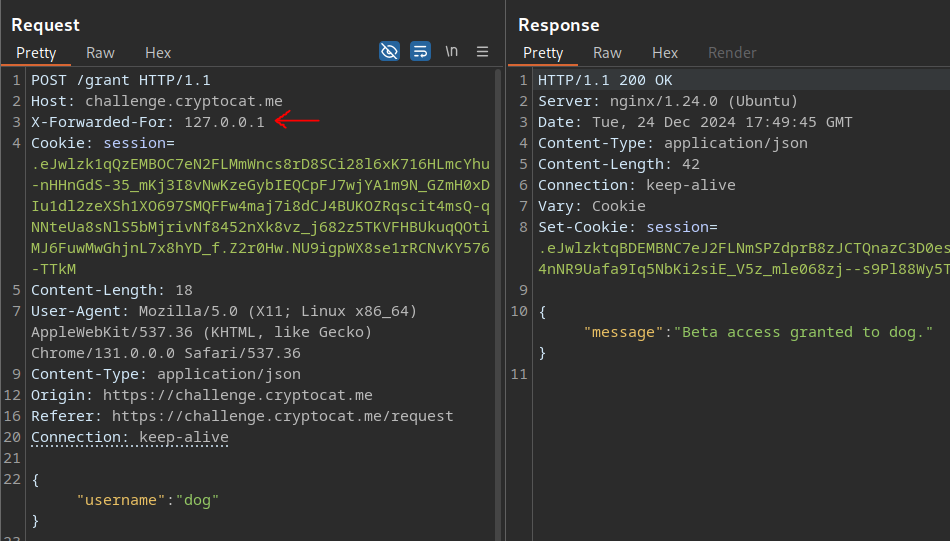 Request
Pretty Raw Hex \n
1 POST /grant HTTP/1.1
2 Host: challenge.cryptocat.me
3 X-Forwarded-For: 127.0.0.1
4 Cookie: session=
.eJwlzk1qQzEMBOC7eN2FLMmWncs8rD8SCi28l6xK716HLmcYhu
-nHHnGdS-35_mKj3I8vNwKzeGybIEQCpFJ7wjYA1m9N_GZmH0xD
Iu1dl2zeXSh1XO697SMQFFw4maj7i8dCJ4BUKOZRqscit4msQ-q
NNteUa8sNlS5bMjrivNf8452nXk8vz_j682z5TKVFHBUkuqQOti
MJ6FuwMwGhjnL7x8hYD_f.Z2r0Hw.NU9igpWX8se1rRCNvKY576
-TTkM
5 Content-Length: 18
7 User-Agent: Mozilla/5.0 (X11; Linux x86_64)
AppleWebKit/537.36 (KHTML, like Gecko)
Chrome/131.0.0.0 Safari/537.36
9 Content-Type: application/json
12 Origin: https://challenge.cryptocat.me
16 Referer: https://challenge.cryptocat.me/request
20 Connection: keep-alive
21
22 {
"username":"dog"
}
Response
Pretty Raw Hex Render
1 HTTP/1.1 200 OK
2 Server: nginx/1.24.0 (Ubuntu)
3 Date: Tue, 24 Dec 2024 17:49:45 GMT
4 Content-Type: application/json
5 Content-Length: 42
6 Connection: keep-alive
7 Vary: Cookie
8 Set-Cookie: session=
.eJwlzktqBDEMBNC7eJ2FLNmSPZdprB8zJCTQnazC3D0es
4nNR9Uafa9Iq5NbKi2siE_V5z_mle068zj--s9Pl88Wy5T
9
10 {
"message":"Beta access granted to dog."
}
11